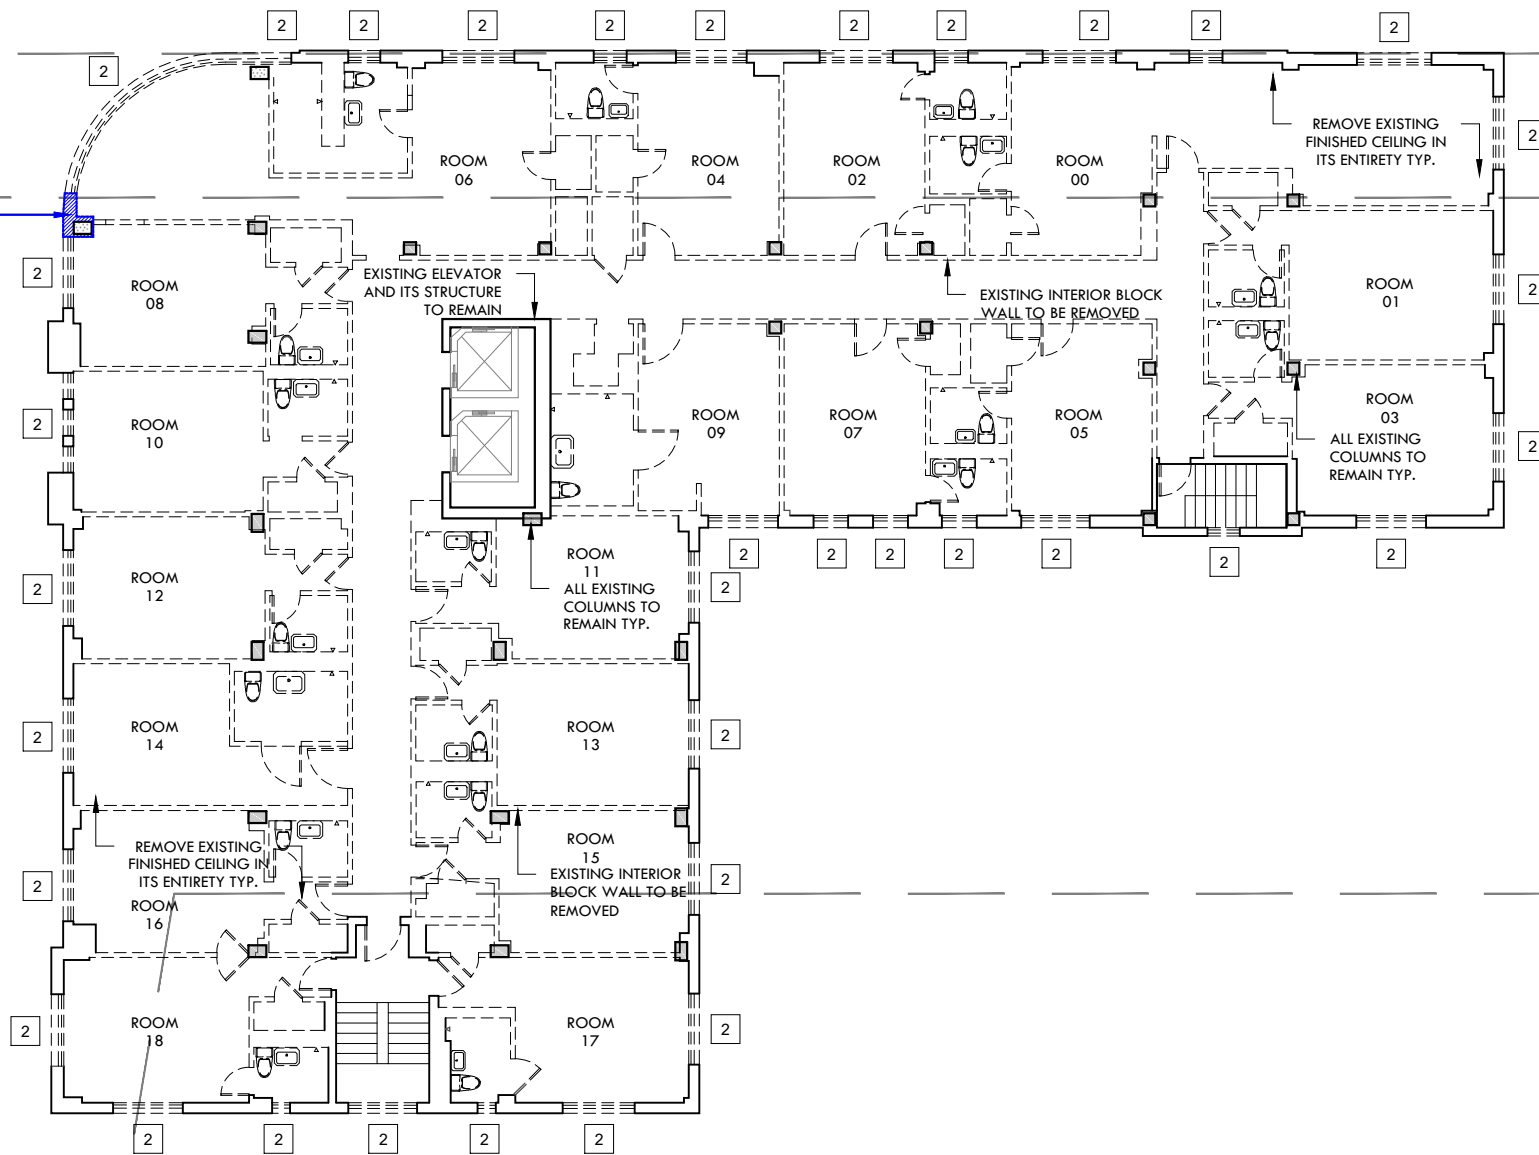 2 2 2 2 2 2 2 2 2 2
2
REMOVE EXISTING
FINISHED CEILING IN
ITS ENTIRETY TYP.
2
ROOM
06
ROOM
04
ROOM
02
ROOM
00
2
ROOM
08
EXISTING ELEVATOR
AND ITS STRUCTURE
TO REMAIN
EXISTING INTERIOR BLOCK
WALL TO BE REMOVED
ROOM
01
2
2
ROOM
10
ROOM
09
ROOM
07
ROOM
05
ROOM
03
ALL EXISTING
COLUMNS TO
REMAIN TYP.
2
2 2 2 2 2 2 2
2
ROOM
12
ROOM
11
ALL EXISTING
COLUMNS TO
REMAIN TYP.
2
2
ROOM
14
ROOM
13
2
REMOVE EXISTING
FINISHED CEILING IN
ITS ENTIRETY TYP.
2
ROOM
16
ROOM
15
EXISTING INTERIOR
BLOCK WALL TO BE
REMOVED
2
2
ROOM
18
ROOM
17
2
2 2 2 2 2